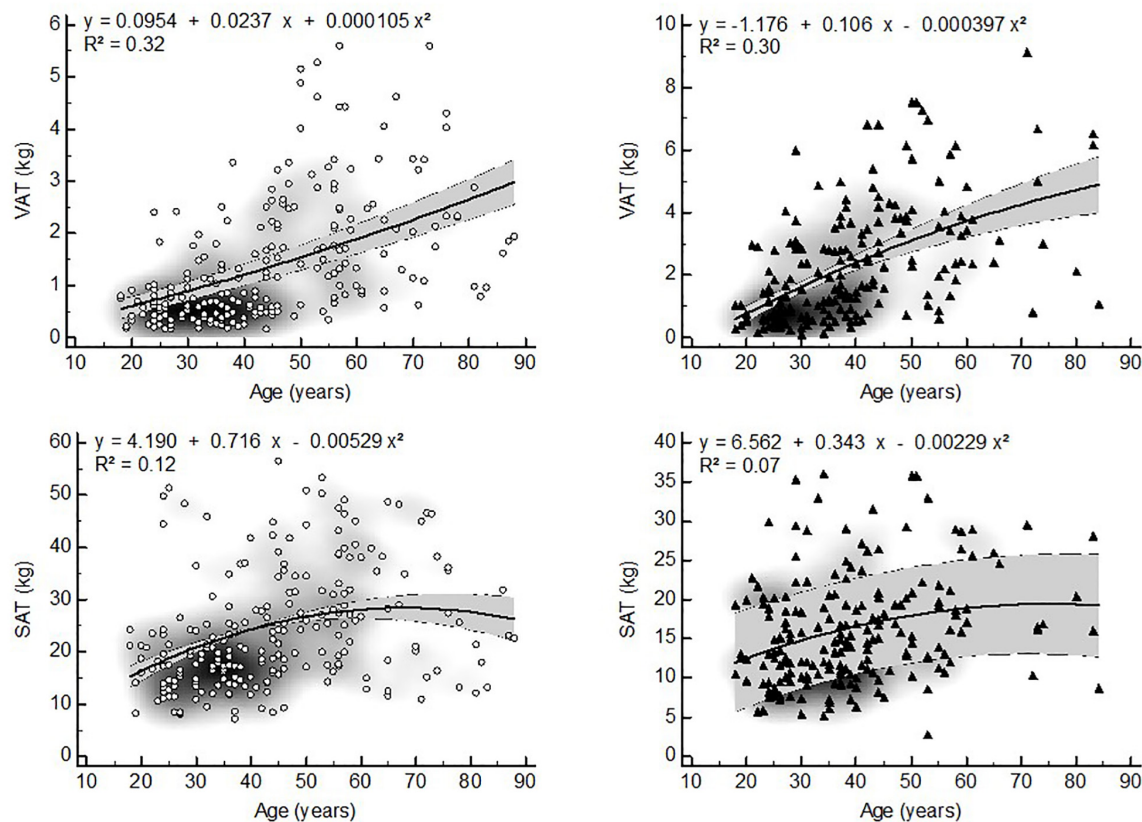 y = 0.0954 + 0.0237 x + 0.000105 x²
R² = 0.32
6
5
4
3
2
1
0
VAT (kg)
10 20 30 40 50 60 70 80 90
Age (years)
y = -1.176 + 0.106 x - 0.000397 x²
R² = 0.30
10
8
6
4
2
0
VAT (kg)
10 20 30 40 50 60 70 80 90
Age (years)
y = 4.190 + 0.716 x - 0.00529 x²
R² = 0.12
60
50
40
30
20
10
0
SAT (kg)
10 20 30 40 50 60 70 80 90
Age (years)
y = 6.562 + 0.343 x - 0.00229 x²
R² = 0.07
40
35
30
25
20
15
10
5
0
SAT (kg)
10 20 30 40 50 60 70 80 90
Age (years)